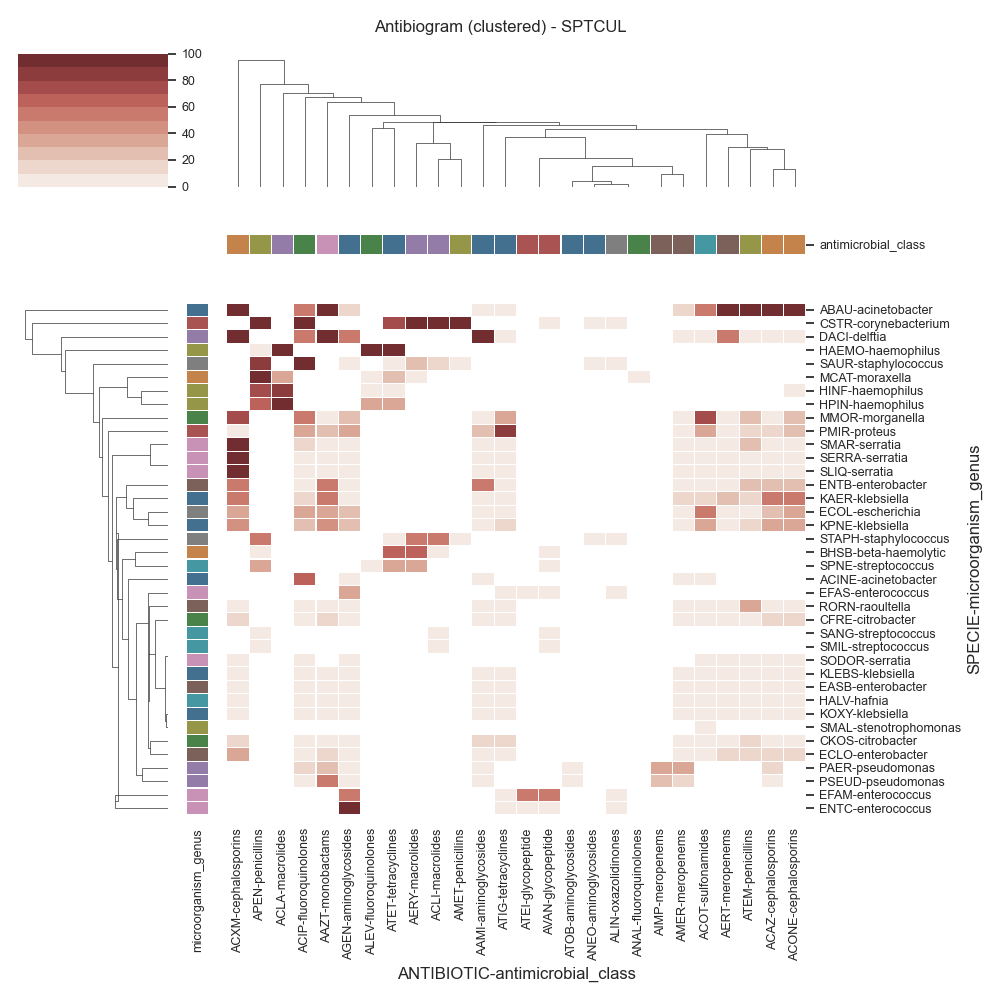 Antibiogram (clustered) - SPTCUL
100
80
60
40
20
0
antimicrobial_class
ABAU-acinetobacter
CSTR-corynebacterium
DACI-delftia
HAEMO-haemophilus
SAUR-staphylococcus
MCAT-moraxella
HINF-haemophilus
HPIN-haemophilus
MMOR-morganella
PMIR-proteus
SMAR-serratia
SERRA-serratia
SLIQ-serratia
ENTB-enterobacter
KAER-klebsiella
ECOL-escherichia
KPNE-klebsiella
STAPH-staphylococcus
BHSB-beta-haemolytic
SPNE-streptococcus
ACINE-acinetobacter
EFAS-enterococcus
RORN-raoultella
CFRE-citrobacter
SANG-streptococcus
SMIL-streptococcus
SODOR-serratia
KLEBS-klebsiella
EASB-enterobacter
HALV-hafnia
KOXY-klebsiella
SMAL-stenotrophomonas
CKOS-citrobacter
ECLO-enterobacter
PAER-pseudomonas
PSEUD-pseudomonas
EFAM-enterococcus
ENTC-enterococcus
SPECIE-microorganism_genus
microorganism_genus
ACXM-cephalosporins
APEN-penicillins
ACLA-macrolides
ACIP-fluoroquinolones
AAZT-monobactams
AGEN-aminoglycosides
ALEV-fluoroquinolones
ATET-tetracyclines
AERY-macrolides
ACLI-macrolides
AMET-penicillins
AAMI-aminoglycosides
ATIG-tetracyclines
ATEI-glycopeptide
AVAN-glycopeptide
ATOB-aminoglycosides
ANEO-aminoglycosides
ALIN-oxazolidinones
ANAL-fluoroquinolones
AIMP-meropenems
AMER-meropenems
ACOT-sulfonamides
AERT-meropenems
ATEM-penicillins
ACAZ-cephalosporins
ACONE-cephalosporins
ANTIBIOTIC-antimicrobial_class